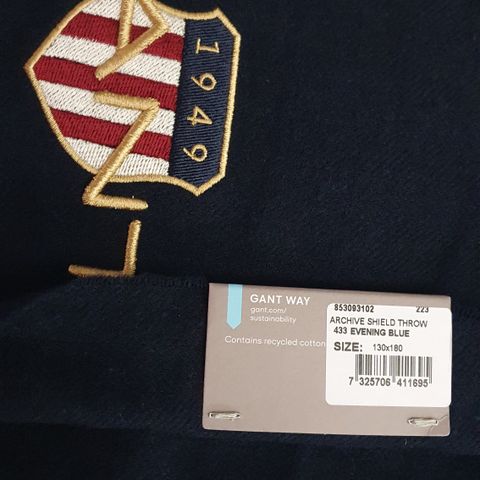 ANT
1949
GANT WAY
gant.com/
sustainability
Contains recycled cotton
853093102 223
ARCHIVE SHIELD THROW
433 EVENING BLUE
SIZE: 130x180
7 325706 411695